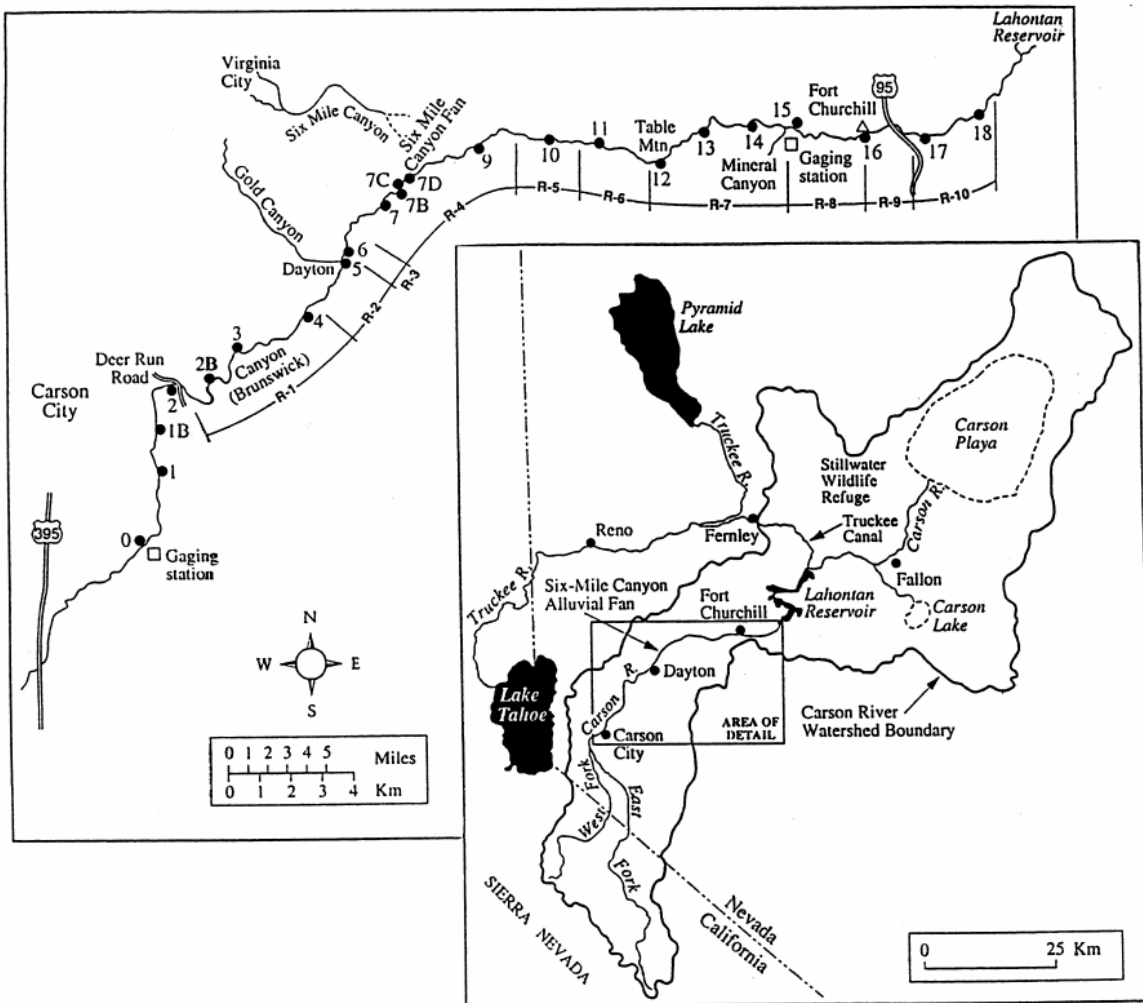 Lahontan
Reservoir
Virginia
City
Six Mile Canyon
Six Mile
Canyon Fan
Gold Canyon
Dayton
Table
Mtn
Mineral
Canyon
Fort
Churchill
Gaging
station
95
18
17
16
15
14
13
12
11
10
9
7C
7D
7B
7
6
5
4
3
2B
2
1B
1
0
R-1
R-2
R-3
R-4
R-5
R-6
R-7
R-8
R-9
R-10
Deer Run
Road
Canyon
(Brunswick)
Carson
City
395
Gaging
station
N
W
E
S
0 1 2 3 4 5 Miles
0 1 2 3 4 Km
Pyramid
Lake
Truckee R.
Carson
Playa
Stillwater
Wildlife
Refuge
Truckee
Canal
Carson R.
Reno
Fernley
Fallon
Truckee R.
Six-Mile Canyon
Alluvial Fan
Fort
Churchill
Lahontan
Reservoir
Carson
Lake
Dayton
Carson R.
Lake
Tahoe
Carson
City
AREA OF
DETAIL
Carson River
Watershed Boundary
West Fork
East
Fork
SIERRA NEVADA
Nevada
California
0 25 Km